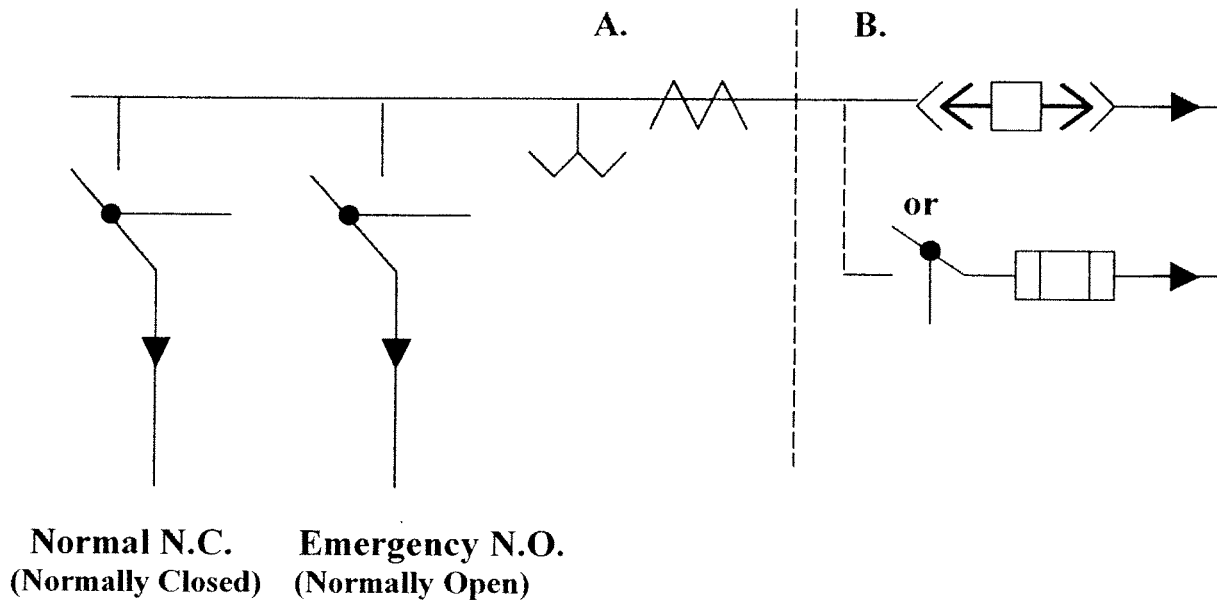 A.
B.
or
Normal N.C.
(Normally Closed)
Emergency N.O.
(Normally Open)